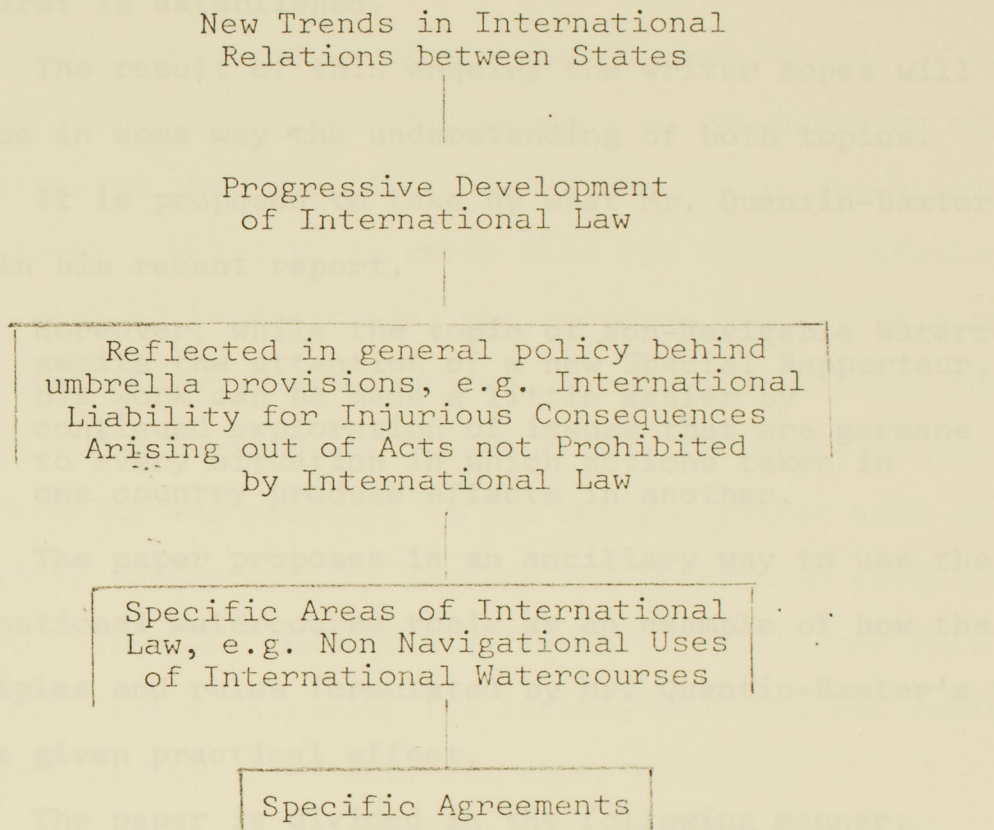 New Trends in International
Relations between States
Progressive Development
of International Law
Reflected in general policy behind
umbrella provisions, e.g. International
Liability for Injurious Consequences
Arising out of Acts not Prohibited
by International Law
Specific Areas of International
Law, e.g. Non Navigational Uses
of International Watercourses
Specific Agreements